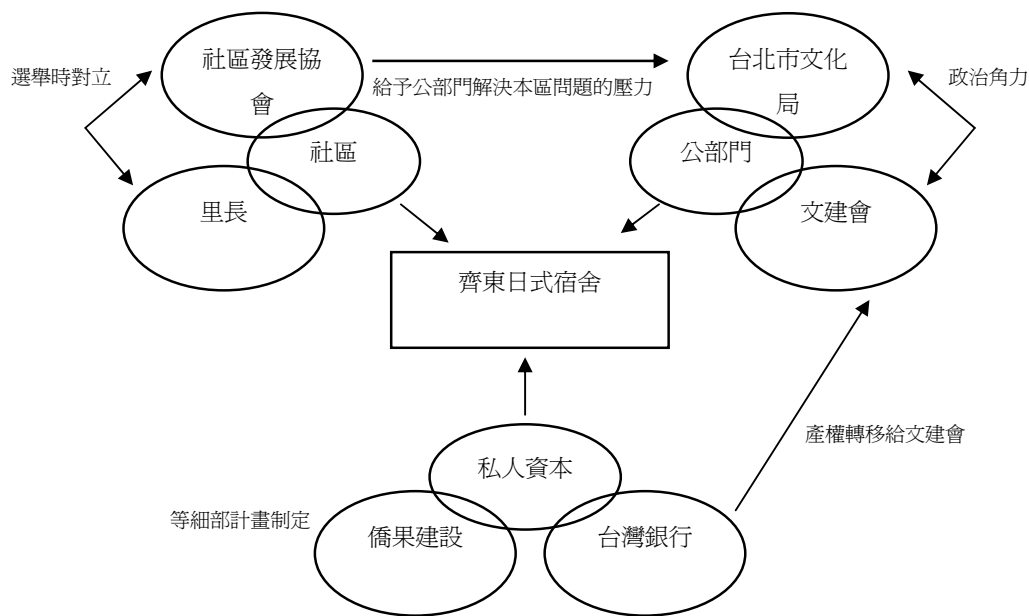 社區發展協
會
選舉時對立
社區
里長
給予公部門解決本區問題的壓力
台北市文化
局
政治角力
公部門
文建會
齊東日式宿舍
產權轉移給文建會
私人資本
等細部計畫制定
僑果建設
台灣銀行